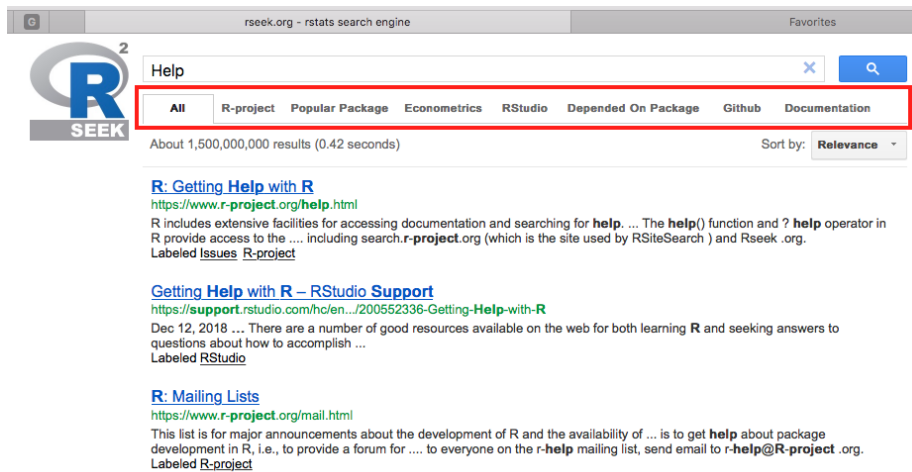 G rseek.org - rstats search engine Favorites
R 2
SEEK
Help ×
All R-project Popular Package Econometrics RStudio Depended On Package Github Documentation
About 1,500,000,000 results (0.42 seconds) Sort by: Relevance
R: Getting Help with R
https://www.r-project.org/help.html
R includes extensive facilities for accessing documentation and searching for help. ... The help() function and ? help operator in
R provide access to the .... including search.r-project.org (which is the site used by RSiteSearch ) and Rseek .org.
Labeled Issues R-project
Getting Help with R – RStudio Support
https://support.rstudio.com/hc/en.../200552336-Getting-Help-with-R
Dec 12, 2018 ... There are a number of good resources available on the web for both learning R and seeking answers to
questions about how to accomplish ...
Labeled RStudio
R: Mailing Lists
https://www.r-project.org/mail.html
This list is for major announcements about the development of R and the availability of ... is to get help about package
development in R, i.e., to provide a forum for .... to everyone on the r-help mailing list, send email to r-help@R-project .org.
Labeled R-project